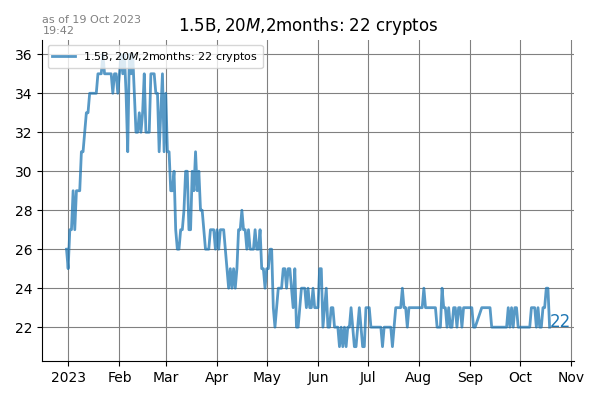 as of 19 Oct 2023
19:42
1.5B, 20M,2months: 22 cryptos
1.5B, 20M,2months: 22 cryptos
36
34
32
30
28
26
24
22
22
2023 Feb Mar Apr May Jun Jul Aug Sep Oct Nov